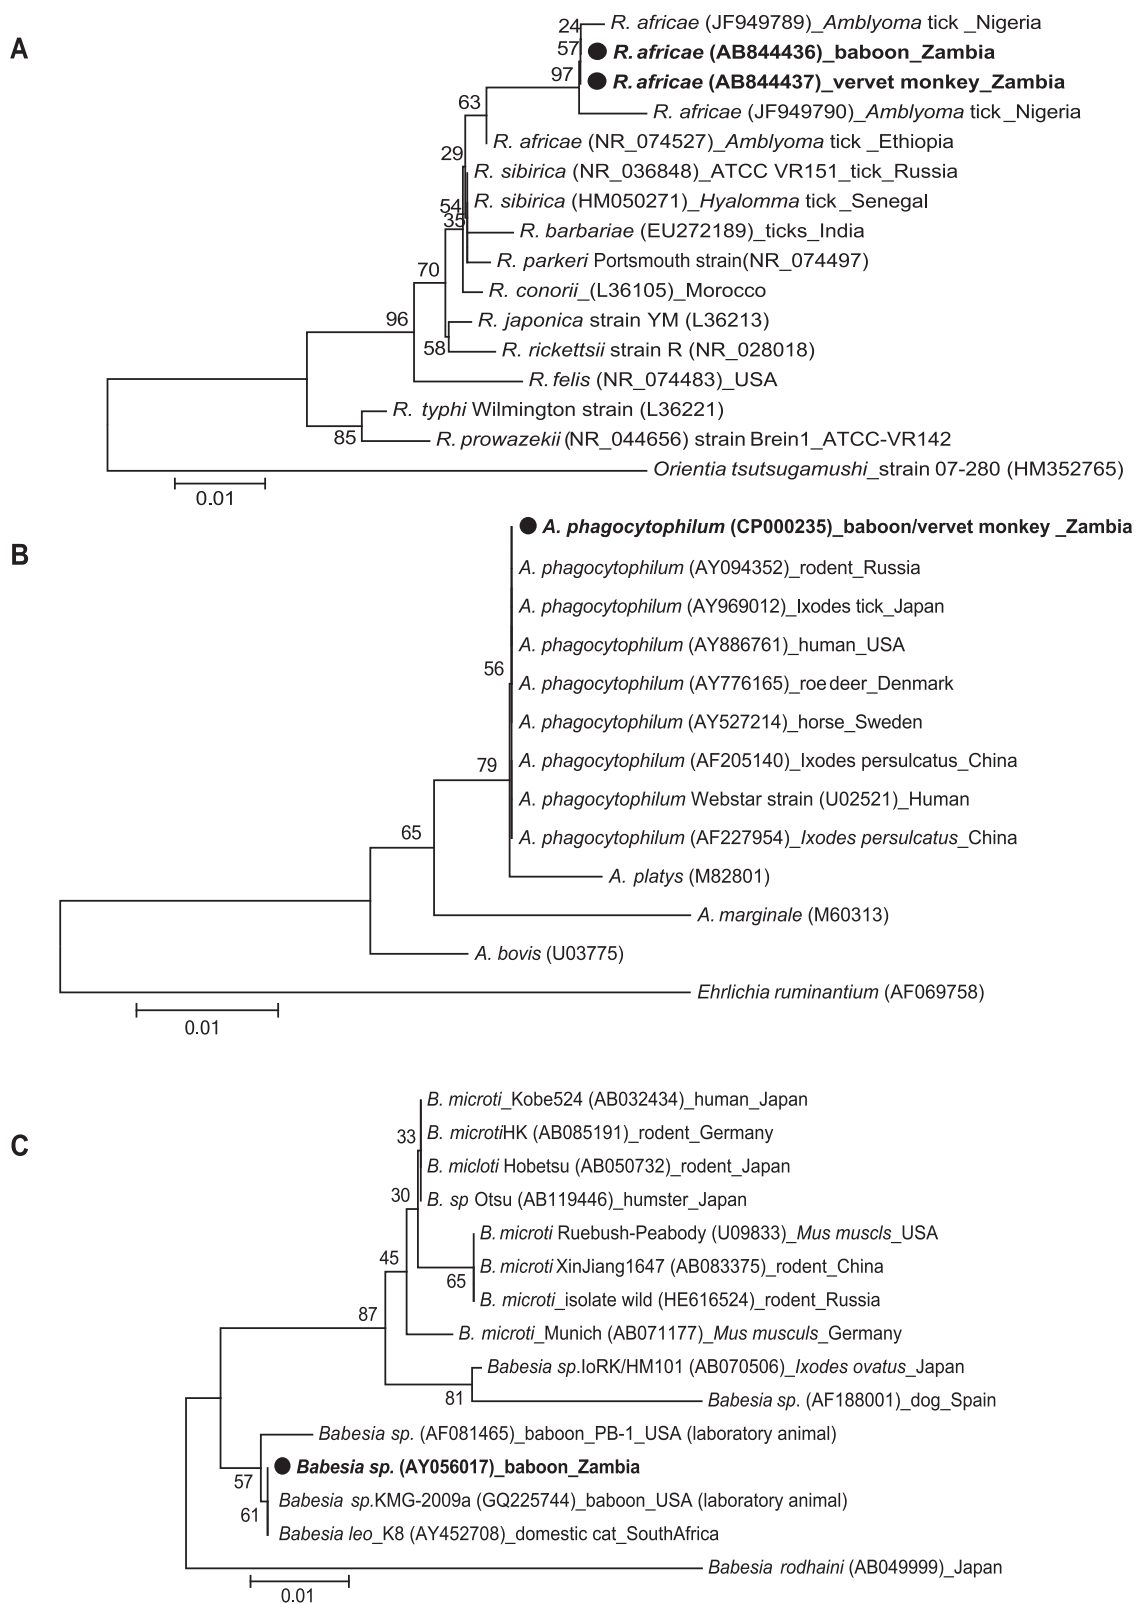 A
24
R. africae (JF949789)_Amblyoma tick _Nigeria
57
R. africae (AB844436)_baboon_Zambia
97
R. africae (AB844437)_vervet monkey_Zambia
63
R. africae (JF949790)_Amblyoma tick _Nigeria
R. africae (NR_074527)_Amblyoma tick _Ethiopia
29
R. sibirica (NR_036848)_ATCC VR151_tick_Russia
R. sibirica (HM050271)_Hyalomma tick _Senegal
54
35
R. barbariae (EU272189)_ticks_India
R. parkeri Portsmouth strain(NR_074497)
70
R. conorii_(L36105)_Morocco
96
R. japonica strain YM (L36213)
58
R. rickettsii strain R (NR_028018)
R. felis (NR_074483)_USA
R. typhi Wilmington strain (L36221)
85
R. prowazekii (NR_044656) strain Brein1_ATCC-VR142
Orientia tsutsugamushi_strain 07-280 (HM352765)
0.01
B
A. phagocytophilum (CP000235)_baboon/vervet monkey _Zambia
A. phagocytophilum (AY094352)_rodent_Russia
A. phagocytophilum (AY969012)_Ixodes tick_Japan
A. phagocytophilum (AY886761)_human_USA
56
A. phagocytophilum (AY776165)_roe deer_Denmark
A. phagocytophilum (AY527214)_horse_Sweden
79
A. phagocytophilum (AF205140)_Ixodes persulcatus_China
A. phagocytophilum Webstar strain (U02521)_Human
65
A. phagocytophilum (AF227954)_Ixodes persulcatus_China
A. platys (M82801)
A. marginale (M60313)
A. bovis (U03775)
Ehrlichia ruminantium (AF069758)
0.01
C
B. microti_Kobe524 (AB032434)_human_Japan
33
B. microtiHK (AB085191)_rodent_Germany
B. micloti Hobetsu (AB050732)_rodent_Japan
30
B. sp Otsu (AB119446)_humster_Japan
B. microti Ruebush-Peabody (U09833)_Mus muscls_USA
45
B. microti XinJiang1647 (AB083375)_rodent_China
65
B. microti_isolate wild (HE616524)_rodent_Russia
87
B. microti_Munich (AB071177)_Mus musculs_Germany
Babesia sp.IoRK/HM101 (AB070506)_Ixodes ovatus_Japan
81
Babesia sp. (AF188001)_dog_Spain
Babesia sp. (AF081465)_baboon_PB-1_USA (laboratory animal)
Babesia sp. (AY056017)_baboon_Zambia
57
Babesia sp.KMG-2009a (GQ225744)_baboon_USA (laboratory animal)
61
Babesia leo_K8 (AY452708)_domestic cat_SouthAfrica
Babesia rodhaini (AB049999)_Japan
0.01